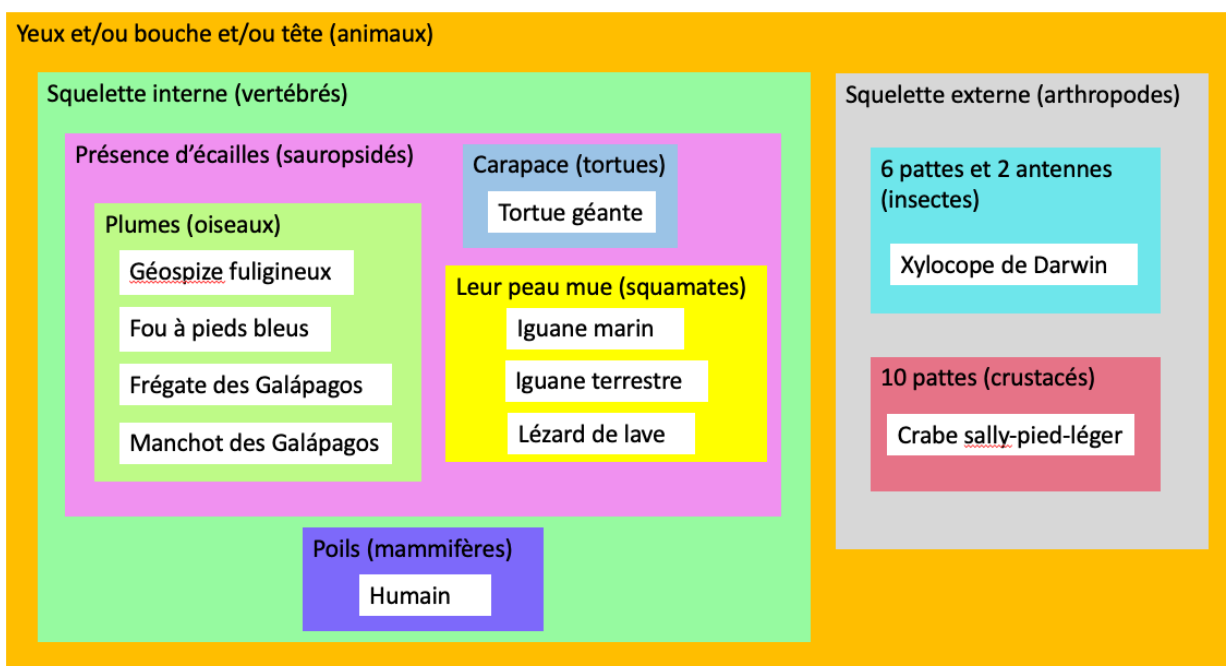 Yeux et/ou bouche et/ou tête (animaux)
Squelette interne (vertébrés)
Présence d'écailles (sauropsidés)
Plumes (oiseaux)
Géospize fuligineux
Fou à pieds bleus
Frégate des Galápagos
Manchot des Galápagos
Carapace (tortues)
Tortue géante
Leur peau mue (squamates)
Iguane marin
Iguane terrestre
Lézard de lave
Poils (mammifères)
Humain
Squelette externe (arthropodes)
6 pattes et 2 antennes
(insectes)
Xylocope de Darwin
10 pattes (crustacés)
Crabe sally-pied-léger